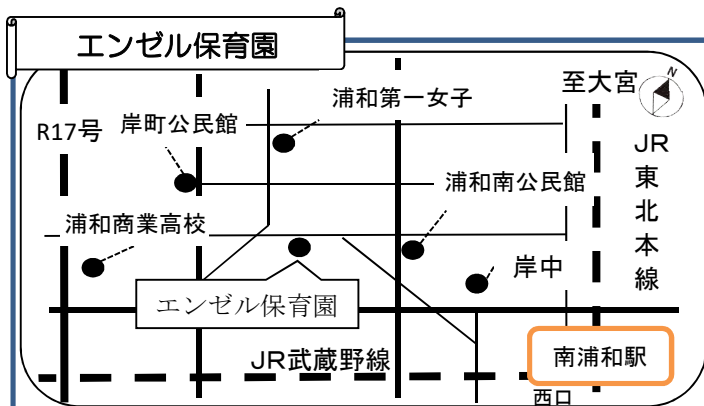 エンゼル保育園
至大宮
N
浦和第一女子
R17号
岸町公民館
JR東北本線
浦和南公民館
浦和商業高校
岸中
エンゼル保育園
JR武蔵野線
南浦和駅
西口